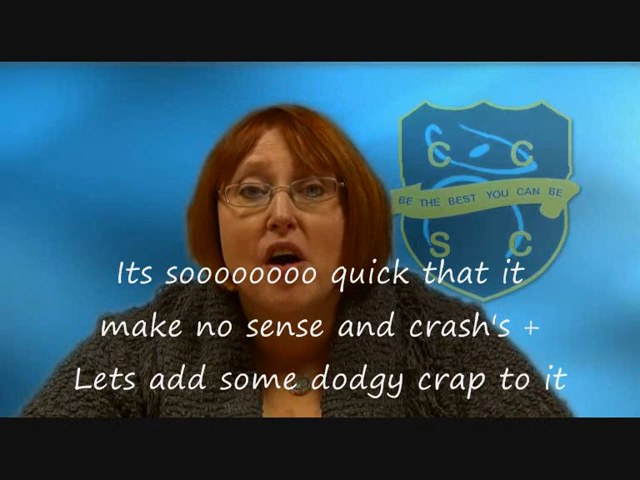 C C
BE THE BEST YOU CAN BE
S C
Its soooooooo quick that it
make no sense and crash's +
Lets add some dodgy crap to it